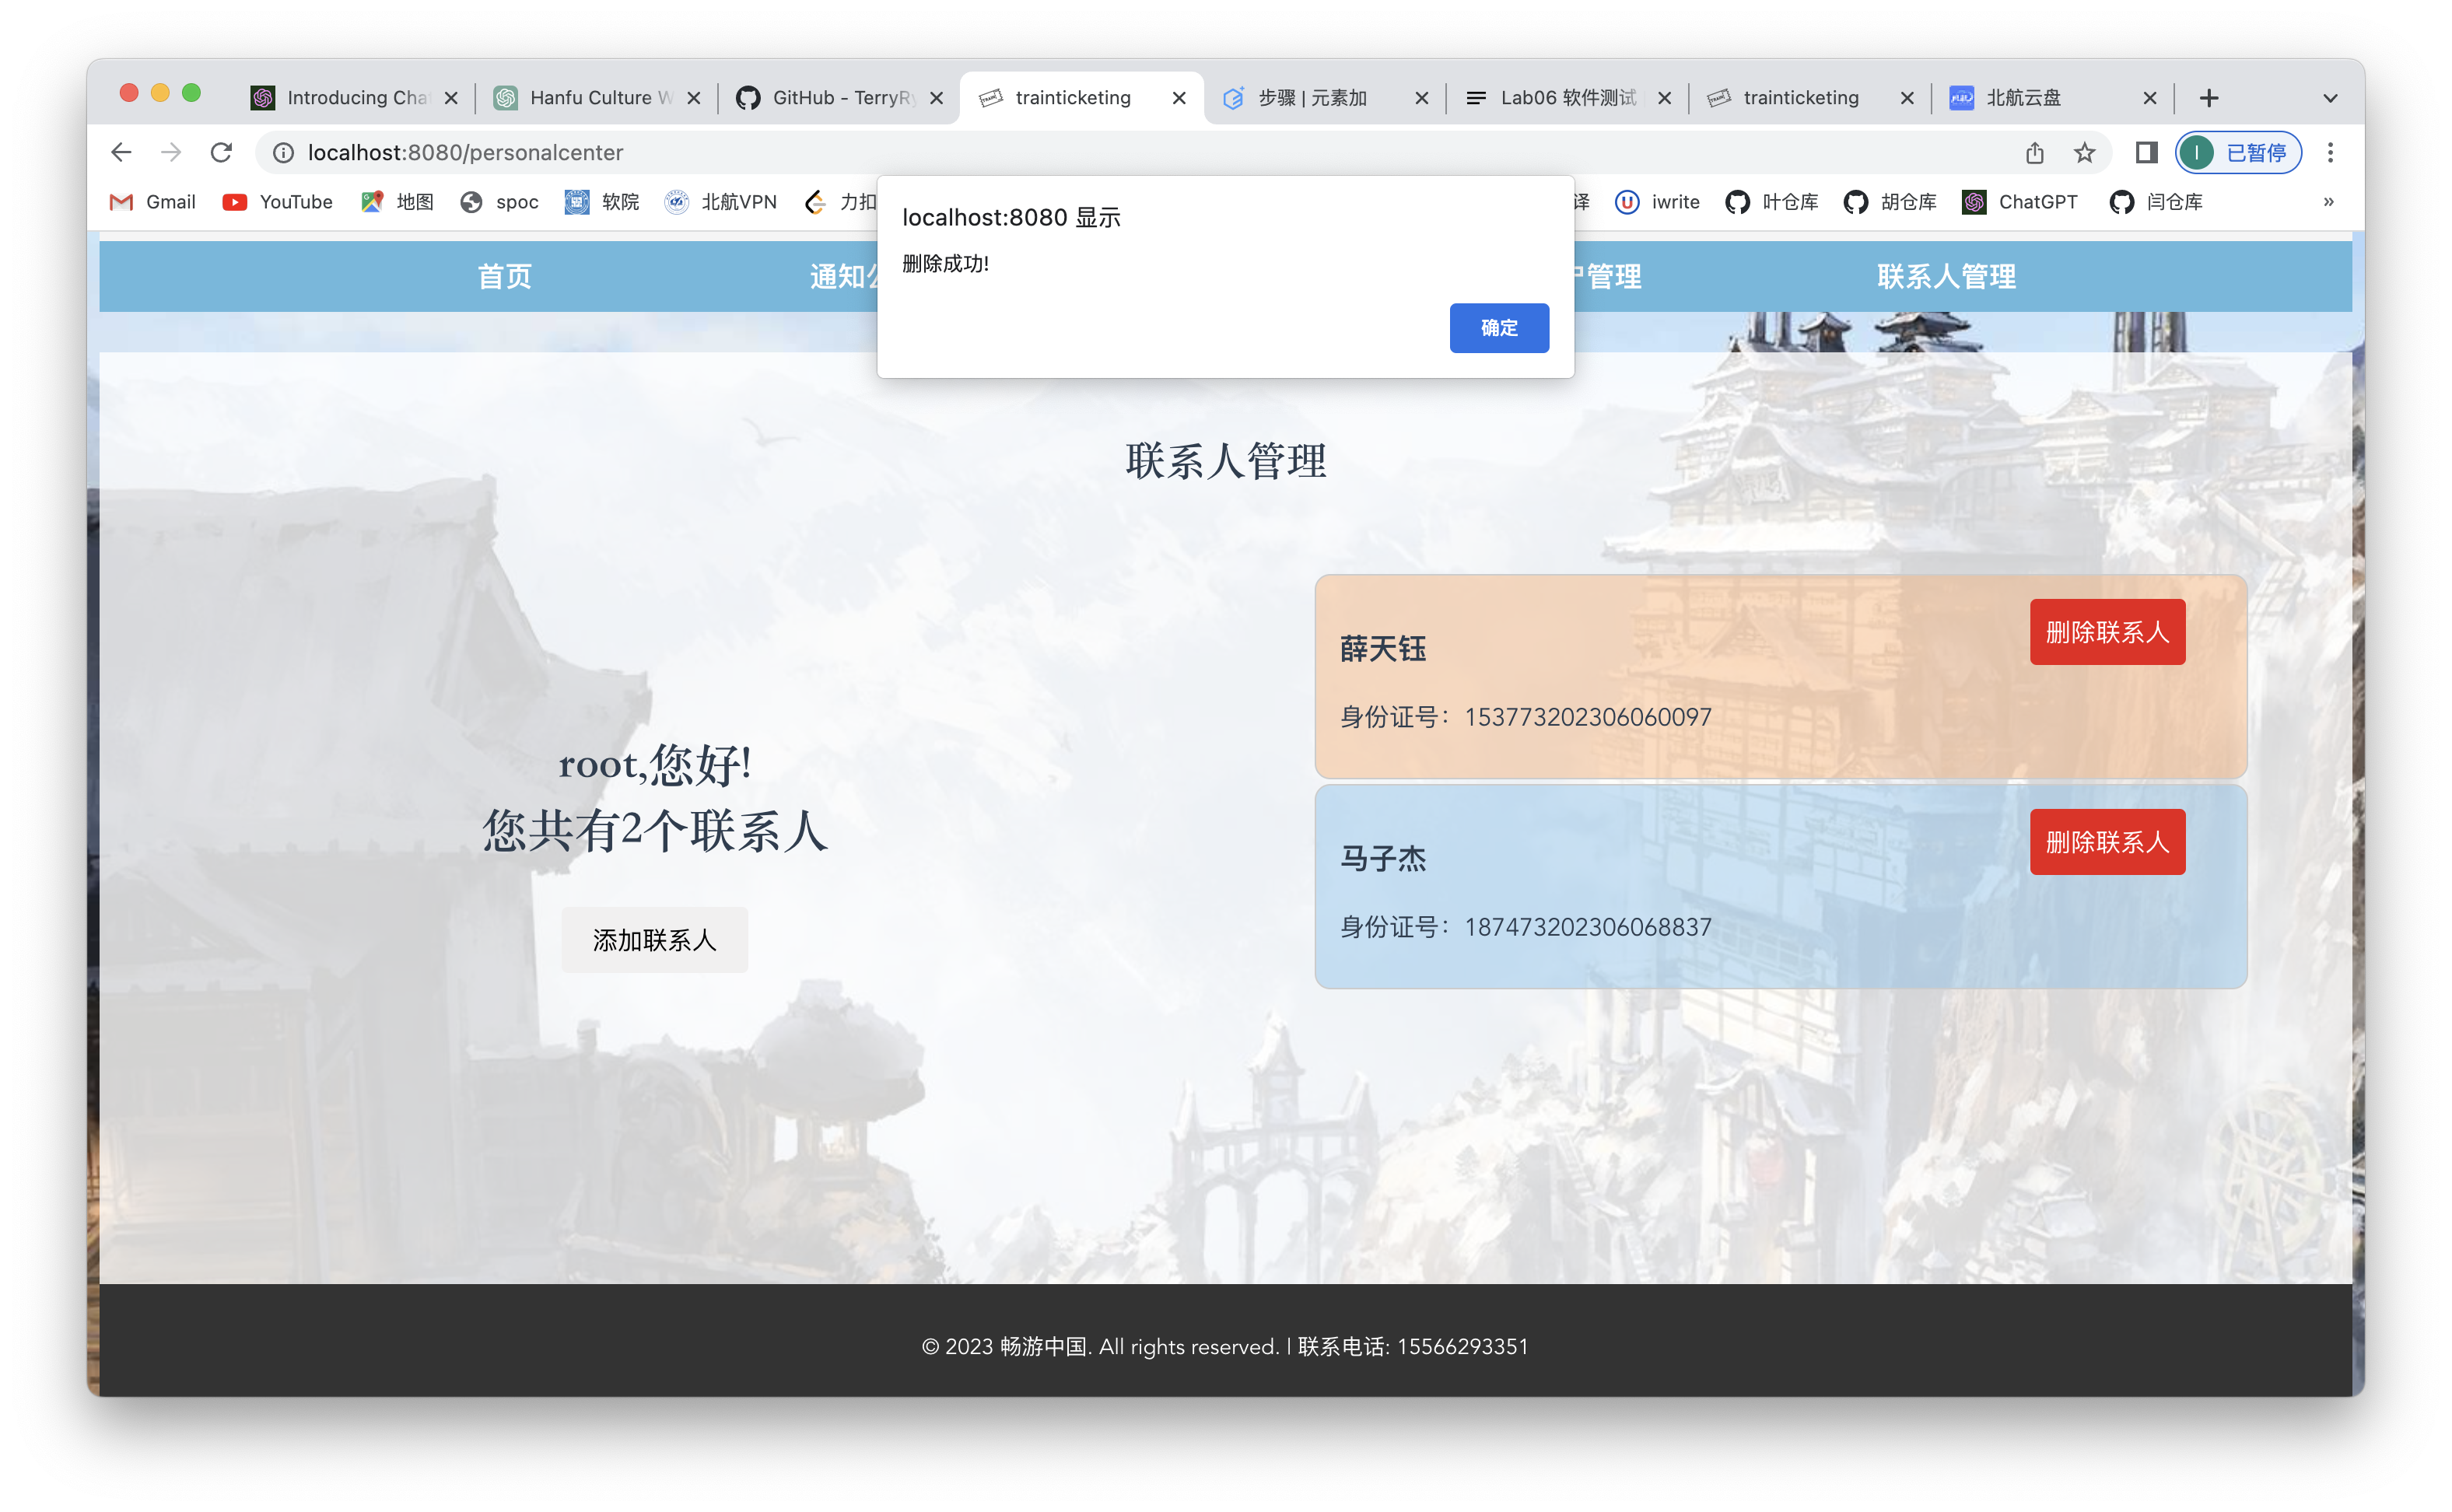 Introducing Cha
Hanfu Culture W
GitHub - TerryRy
trainticketing
步骤 | 元素加
Lab06 软件测试
trainticketing
北航云盘
localhost:8080/personalcenter
已暂停
Gmail
YouTube
地图
spoc
软院
北航VPN
力扣
译
iwrite
叶仓库
胡仓库
ChatGPT
闫仓库
»
localhost:8080 显示
删除成功!
确定
首页
通知公
户管理
联系人管理
联系人管理
薛天钰
删除联系人
身份证号：153773202306060097
root,您好!
您共有2个联系人
添加联系人
马子杰
删除联系人
身份证号：187473202306068837
© 2023 畅游中国. All rights reserved. | 联系电话: 15566293351